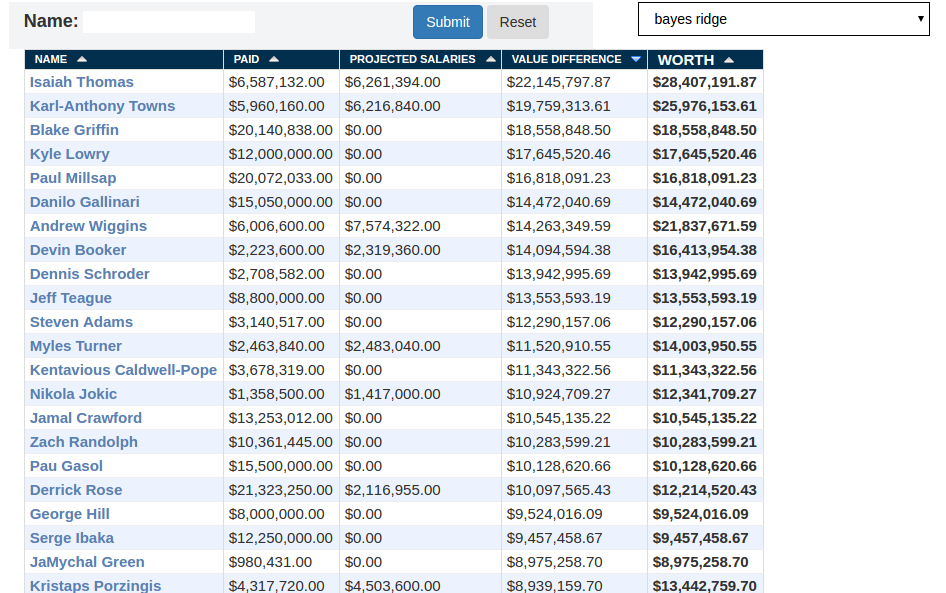 Name: Submit Reset bayes ridge
NAME PAID PROJECTED SALARIES VALUE DIFFERENCE WORTH
Isaiah Thomas $6,587,132.00 $6,261,394.00 $22,145,797.87 $28,407,191.87
Karl-Anthony Towns $5,960,160.00 $6,216,840.00 $19,759,313.61 $25,976,153.61
Blake Griffin $20,140,838.00 $0.00 $18,558,848.50 $18,558,848.50
Kyle Lowry $12,000,000.00 $0.00 $17,645,520.46 $17,645,520.46
Paul Millsap $20,072,033.00 $0.00 $16,818,091.23 $16,818,091.23
Danilo Gallinari $15,050,000.00 $0.00 $14,472,040.69 $14,472,040.69
Andrew Wiggins $6,006,600.00 $7,574,322.00 $14,263,349.59 $21,837,671.59
Devin Booker $2,223,600.00 $2,319,360.00 $14,094,594.38 $16,413,954.38
Dennis Schroder $2,708,582.00 $0.00 $13,942,995.69 $13,942,995.69
Jeff Teague $8,800,000.00 $0.00 $13,553,593.19 $13,553,593.19
Steven Adams $3,140,517.00 $0.00 $12,290,157.06 $12,290,157.06
Myles Turner $2,463,840.00 $2,483,040.00 $11,520,910.55 $14,003,950.55
Kentavious Caldwell-Pope $3,678,319.00 $0.00 $11,343,322.56 $11,343,322.56
Nikola Jokic $1,358,500.00 $1,417,000.00 $10,924,709.27 $12,341,709.27
Jamal Crawford $13,253,012.00 $0.00 $10,545,135.22 $10,545,135.22
Zach Randolph $10,361,445.00 $0.00 $10,283,599.21 $10,283,599.21
Pau Gasol $15,500,000.00 $0.00 $10,128,620.66 $10,128,620.66
Derrick Rose $21,323,250.00 $2,116,955.00 $10,097,565.43 $12,214,520.43
George Hill $8,000,000.00 $0.00 $9,524,016.09 $9,524,016.09
Serge Ibaka $12,250,000.00 $0.00 $9,457,458.67 $9,457,458.67
JaMychal Green $980,431.00 $0.00 $8,975,258.70 $8,975,258.70
Kristaps Porzingis $4,317,720.00 $4,503,600.00 $8,939,159.70 $13,442,759.70